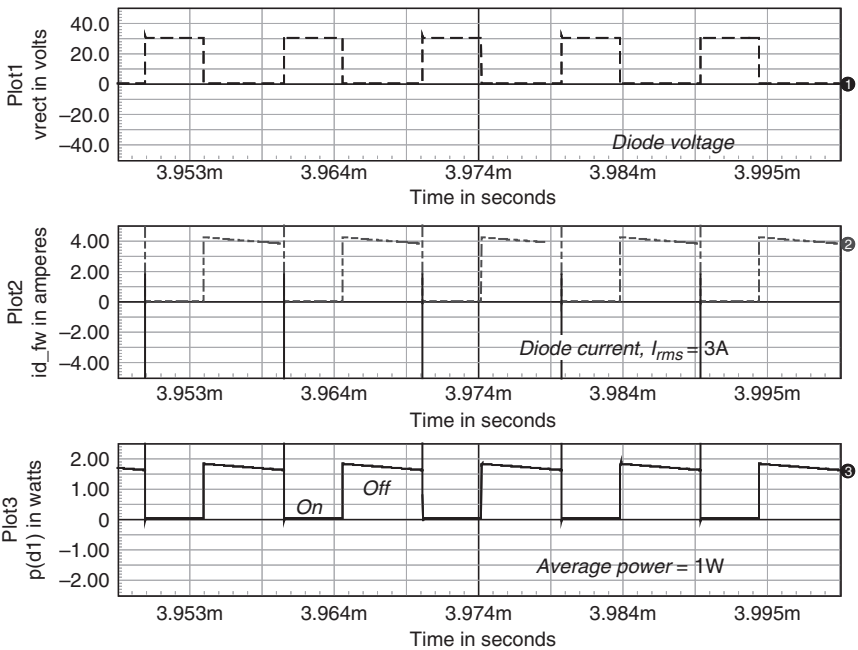 Plot1
vrect in volts
40.0
20.0
0
–20.0
–40.0
1
Diode voltage
3.953m 3.964m 3.974m 3.984m 3.995m
Time in seconds
Plot2
id_fw in amperes
4.00
2.00
0
–2.00
–4.00
2
Diode current, Irms = 3A
3.953m 3.964m 3.974m 3.984m 3.995m
Time in seconds
Plot3
p(d1) in watts
2.00
1.00
0
–1.00
–2.00
3
On
Off
Average power = 1W
3.953m 3.964m 3.974m 3.984m 3.995m
Time in seconds